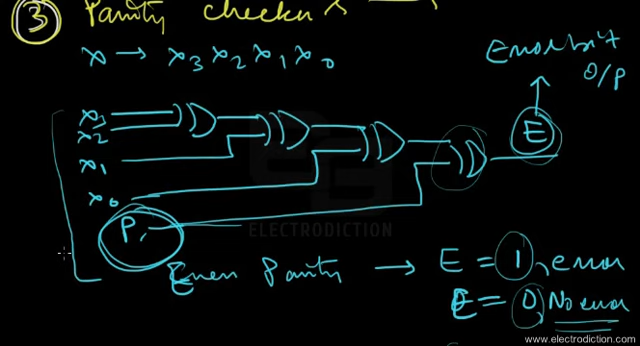 ③ Parity checker
x → x3 x2 x1 x0
Error bit
O/P
x3
x2
x1
x0
P,
E
ELECTRODICTION
Even Parity → E = 1, error
E = 0, No error
www.electrodiction.com